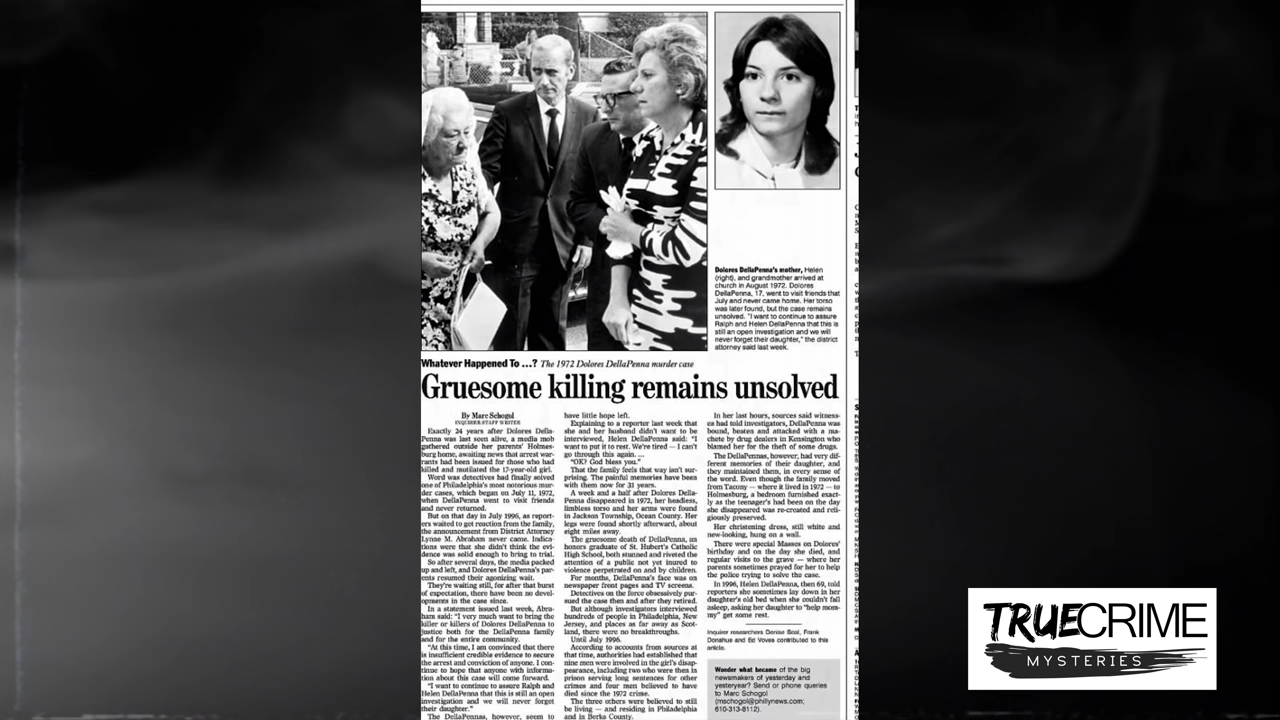 Dolores DellaPenna's mother, Helen
(right), and grandmother arrived at
church in August 1972. Dolores
DellaPenna, 17, went to visit friends that
July and never came home. Her torso
was later found, but the case remains
unsolved. "I want to continue to assure
Ralph and Helen DellaPenna that this is
still an open investigation and we will
never forget their daughter," the district
attorney said last week.
Whatever Happened To ...? The 1972 Dolores DellaPenna murder case
Gruesome killing remains unsolved
By Marc Schogol
INQUIRER STAFF WRITER
Exactly 24 years after Dolores Della-
Penna was last seen alive, a media mob
gathered outside her parents' Holmes-
burg home, awaiting news that arrest war-
rants had been issued for those who had
killed and mutilated the 17-year-old girl.
Word was detectives had finally solved
one of Philadelphia's most notorious mur-
der cases, which began on July 11, 1972,
when DellaPenna went to visit friends
and never returned.
But on that day in July 1996, as report-
ers waited to get reaction from the family,
the announcement from District Attorney
Lynne M. Abraham never came. Indica-
tions were that she didn't think the evi-
dence was solid enough to bring to trial.
So after several days, the media packed
up and left, and Dolores DellaPenna's par-
ents resumed their agonizing wait.
They're waiting still, for after that burst
of expectation, there have been no devel-
opments in the case since.
In a statement issued last week, Abra-
ham said: "I very much want to bring the
killer or killers of Dolores DellaPenna to
justice both for the DellaPenna family
and for the entire community.
"At this time, I am convinced that there
is insufficient credible evidence to secure
the arrest and conviction of anyone. I con-
tinue to hope that anyone with informa-
tion about this case will come forward.
"I want to continue to assure Ralph and
Helen DellaPenna that this is still an open
investigation and we will never forget
their daughter."
The DellaPennas, however, seem to
have little hope left.
Explaining to a reporter last week that
she and her husband didn't want to be
interviewed, Helen DellaPenna said: "I
want to put it to rest. We're tired — I can't
go through this again. ...
"OK? God bless you."
That the family feels that way isn't sur-
prising. The painful memories have been
with them now for 31 years.
A week and a half after Dolores Della-
Penna disappeared in 1972, her headless,
limbless torso and her arms were found
in Jackson Township, Ocean County. Her
legs were found shortly afterward, about
eight miles away.
The gruesome death of DellaPenna, an
honors graduate of St. Hubert's Catholic
High School, both stunned and riveted the
attention of a public not yet inured to
violence perpetrated on and by children.
For months, DellaPenna's face was on
newspaper front pages and TV screens.
Detectives on the force obsessively pur-
sued the case then and after they retired.
But although investigators interviewed
hundreds of people in Philadelphia, New
Jersey, and places as far away as Scot-
land, there were no breakthroughs.
Until July 1996.
According to accounts from sources at
that time, authorities had established that
nine men were involved in the girl's disap-
pearance, including two who were then in
prison serving long sentences for other
crimes and four men believed to have
died since the 1972 crime.
The three others were believed to still
be living — and residing in Philadelphia
and in Berks County.
In her last hours, sources said witness-
es had told investigators, DellaPenna was
bound, beaten and attacked with a ma-
chete by drug dealers in Kensington who
blamed her for the theft of some drugs.
The DellaPennas, however, had very dif-
ferent memories of their daughter, and
they maintained them, in every sense of
the word. Even though the family moved
from Tacony — where it lived in 1972 — to
Holmesburg, a bedroom furnished exact-
ly as the teenager's had been on the day
she disappeared was re-created and reli-
giously preserved.
Her christening dress, still white and
new-looking, hung on a wall.
There were special Masses on Dolores'
birthday and on the day she died, and
regular visits to the grave — where her
parents sometimes prayed for her to help
the police trying to solve the case.
In 1996, Helen DellaPenna, then 69, told
reporters she sometimes lay down in her
daughter's old bed when she couldn't fall
asleep, asking her daughter to "help mom-
my" get some rest.
Inquirer researchers Denise Boal, Frank
Donahue and Ed Voves contributed to this
article.
Wonder what became of the big
newsmakers of yesterday and
yesteryear? Send or phone queries
to Marc Schogol
(mschogol@phillynews.com;
610-313-8112).
TRUECRIME
MYSTERIES